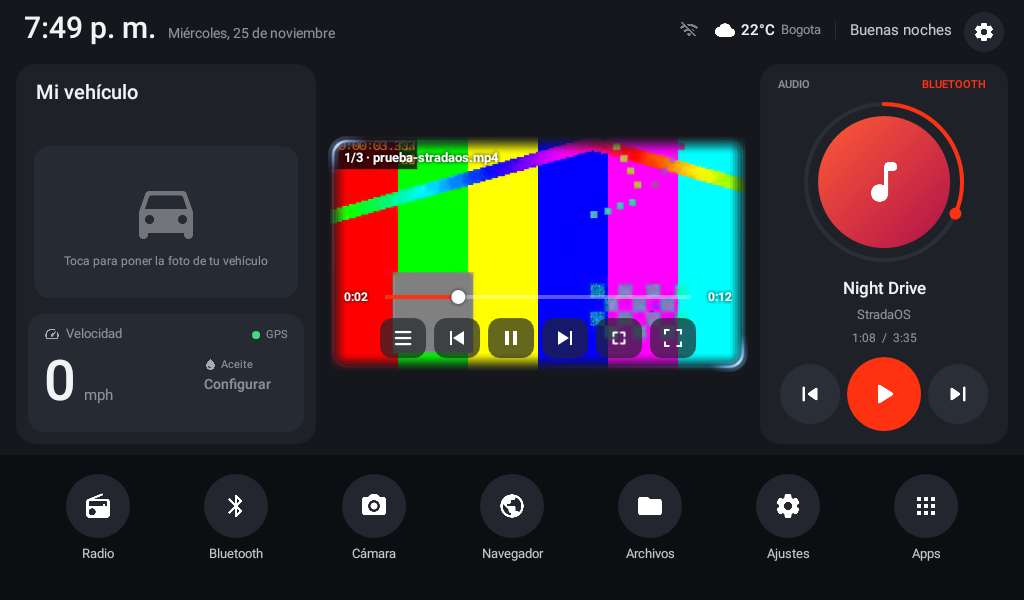 7:49 p. m.
Miércoles, 25 de noviembre
22°C Bogota
Buenas noches
Mi vehículo
Toca para poner la foto de tu vehículo
Velocidad
GPS
0 mph
Aceite
Configurar
1/3 · prueba-stradaos.mp4
0:02
0:12
AUDIO
BLUETOOTH
Night Drive
StradaOS
1:08 / 3:35
Radio
Bluetooth
Cámara
Navegador
Archivos
Ajustes
Apps